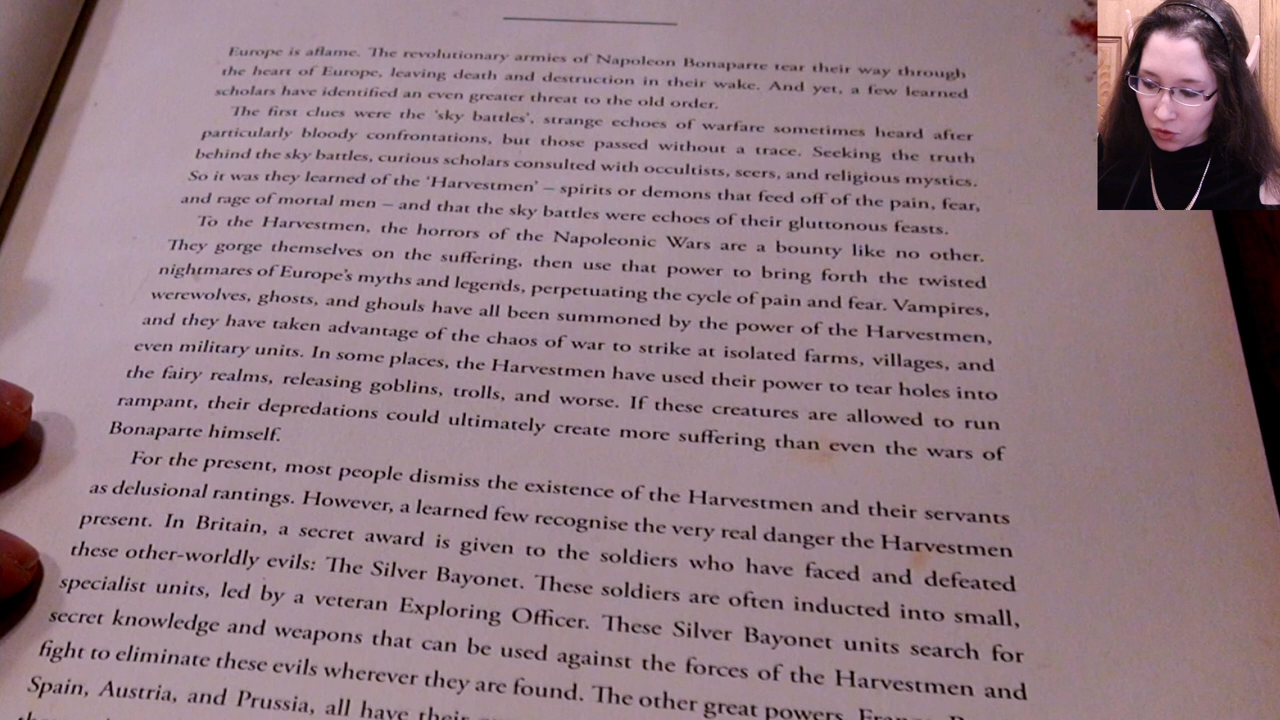 Europe is aflame. The revolutionary armies of Napoleon Bonaparte tear their way through
the heart of Europe, leaving death and destruction in their wake. And yet, a few learned
scholars have identified an even greater threat to the old order.
The first clues were the 'sky battles', strange echoes of warfare sometimes heard after
particularly bloody confrontations, but those passed without a trace. Seeking the truth
behind the sky battles, curious scholars consulted with occultists, seers, and religious mystics.
So it was they learned of the 'Harvestmen' – spirits or demons that feed off of the pain, fear,
and rage of mortal men – and that the sky battles were echoes of their gluttonous feasts.
To the Harvestmen, the horrors of the Napoleonic Wars are a bounty like no other.
They gorge themselves on the suffering, then use that power to bring forth the twisted
nightmares of Europe's myths and legends, perpetuating the cycle of pain and fear. Vampires,
werewolves, ghosts, and ghouls have all been summoned by the power of the Harvestmen,
and they have taken advantage of the chaos of war to strike at isolated farms, villages, and
even military units. In some places, the Harvestmen have used their power to tear holes into
the fairy realms, releasing goblins, trolls, and worse. If these creatures are allowed to run
rampant, their depredations could ultimately create more suffering than even the wars of
Bonaparte himself.
For the present, most people dismiss the existence of the Harvestmen and their servants
as delusional rantings. However, a learned few recognise the very real danger the Harvestmen
present. In Britain, a secret award is given to the soldiers who have faced and defeated
these other-worldly evils: The Silver Bayonet. These soldiers are often inducted into small,
specialist units, led by a veteran Exploring Officer. These Silver Bayonet units search for
secret knowledge and weapons that can be used against the forces of the Harvestmen and
fight to eliminate these evils wherever they are found. The other great powers,
Spain, Austria, and Prussia, all have their